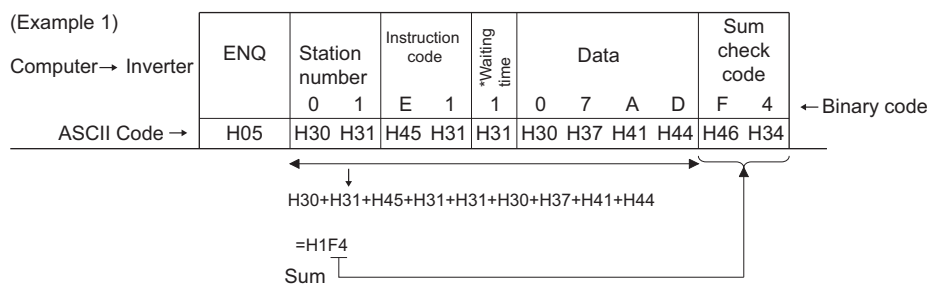 (Example 1)
Computer→ Inverter
ENQ
Station
number
Instruction
code
*Waiting
time
Data
Sum
check
code
0 1 E 1 1 0 7 A D F 4
←Binary code
ASCII Code → H05 H30 H31 H45 H31 H31 H30 H37 H41 H44 H46 H34
H30+H31+H45+H31+H31+H30+H37+H41+H44
=H1F4
Sum